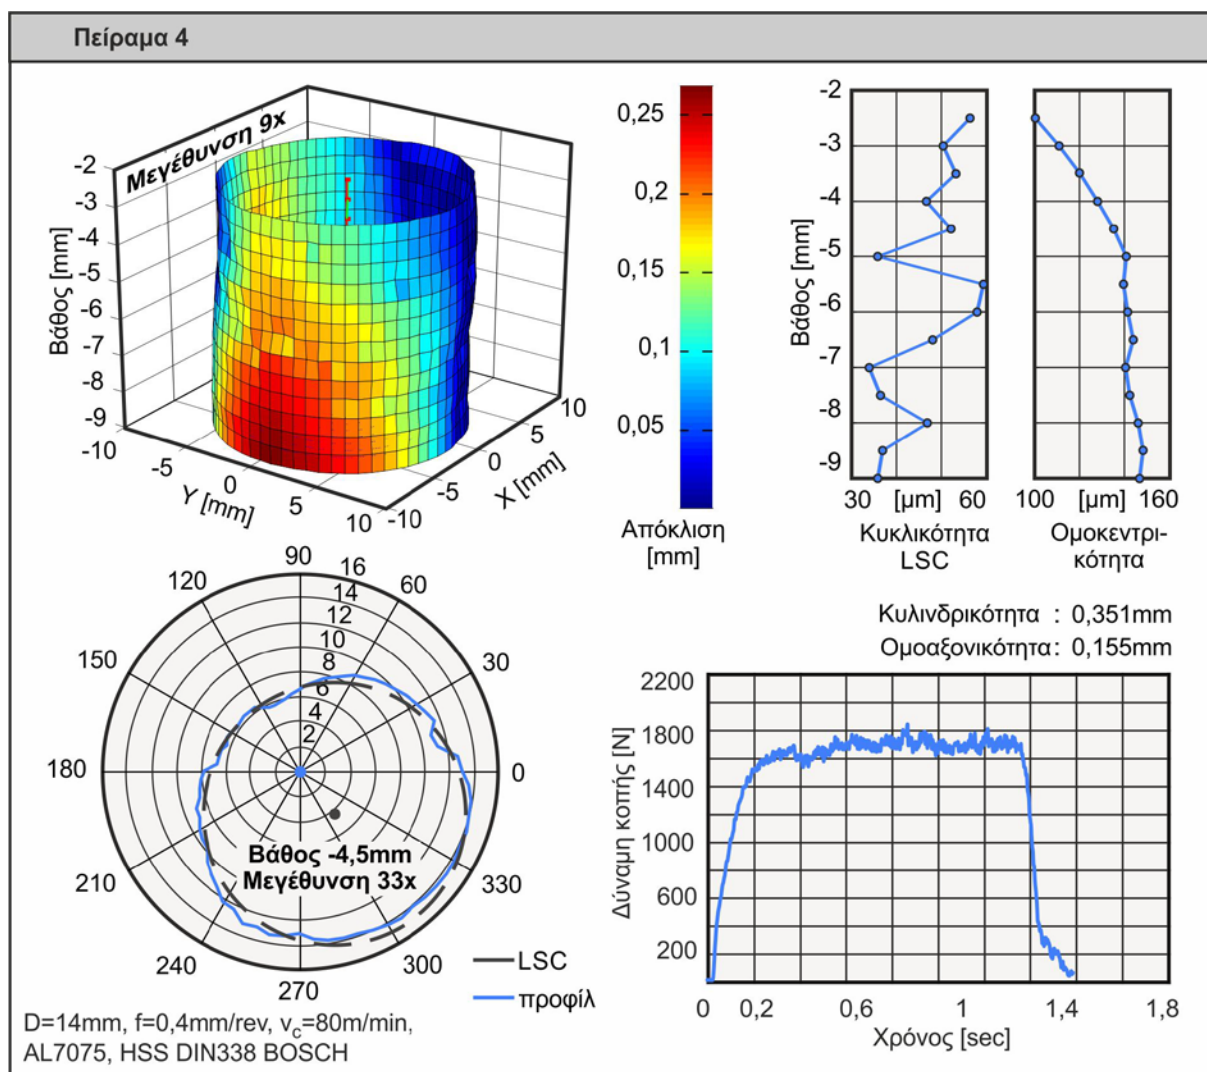 Πείραμα 4
Μεγέθυνση 9x
-2
-3
-4
-5
-6
-7
-8
-9
Βάθος [mm]
-10
-5
0
5
10
Y [mm]
-10
-5
0
5
10
X [mm]
0,25
0,2
0,15
0,1
0,05
Απόκλιση
[mm]
-2
-3
-4
-5
-6
-7
-8
-9
Βάθος [mm]
30 [μm] 60
Κυκλικότητα
LSC
100 [μm] 160
Ομοκεντρι-
κότητα
Κυλινδρικότητα : 0,351mm
Ομοαξονικότητα: 0,155mm
90
60
30
0
330
300
270
240
210
180
150
120
16
14
12
10
8
6
4
2
Βάθος -4,5mm
Μεγέθυνση 33x
LSC
προφίλ
2200
1800
1400
1000
600
200
Δύναμη κοπής [N]
0 0,2 0,6 1 1,4 1,8
Χρόνος [sec]
D=14mm, f=0,4mm/rev, vc=80m/min,
AL7075, HSS DIN338 BOSCH